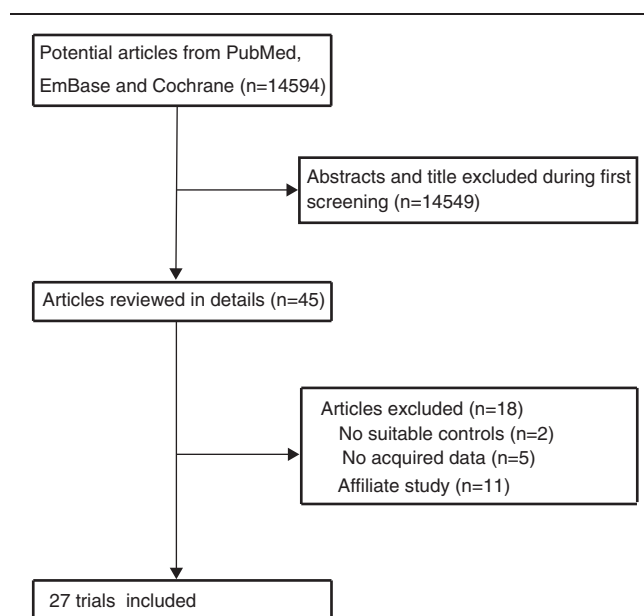 Potential articles from PubMed,
EmBase and Cochrane (n=14594)
Abstracts and title excluded during first
screening (n=14549)
Articles reviewed in details (n=45)
Articles excluded (n=18)
No suitable controls (n=2)
No acquired data (n=5)
Affiliate study (n=11)
27 trials included